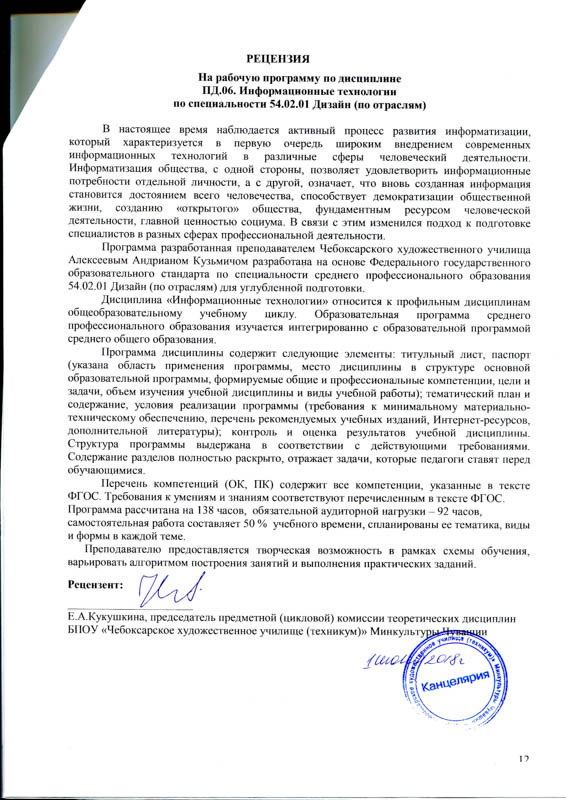 РЕЦЕНЗИЯ
На рабочую программу по дисциплине
ПД.06. Информационные технологии
по специальности 54.02.01 Дизайн (по отраслям)
В настоящее время наблюдается активный процесс развития информатизации,
который характеризуется в первую очередь широким внедрением современных
информационных технологий в различные сферы человеческий деятельности.
Информатизация общества, с одной стороны, позволяет удовлетворить информационные
потребности отдельной личности, а с другой, означает, что вновь созданная информация
становится достоянием всего человечества, способствует демократизации общественной
жизни, созданию «открытого» общества, фундаментным ресурсом человеческой
деятельности, главной ценностью социума. В связи с этим изменился подход к подготовке
специалистов в разных сферах профессиональной деятельности.
Программа разработанная преподавателем Чебоксарского художественного училища
Алексеевым Андрианом Кузьмичом разработана на основе Федерального государственного
образовательного стандарта по специальности среднего профессионального образования
54.02.01 Дизайн (по отраслям) для углубленной подготовки.
Дисциплина «Информационные технологии» относится к профильным дисциплинам
общеобразовательному учебному циклу. Образовательная программа среднего
профессионального образования изучается интегрированно с образовательной программой
среднего общего образования.
Программа дисциплины содержит следующие элементы: титульный лист, паспорт
(указана область применения программы, место дисциплины в структуре основной
образовательной программы, формируемые общие и профессиональные компетенции, цели и
задачи, объем изучения учебной дисциплины и виды учебной работы); тематический план и
содержание, условия реализации программы (требования к минимальному материально-
техническому обеспечению, перечень рекомендуемых учебных изданий, Интернет-ресурсов,
дополнительной литературы); контроль и оценка результатов учебной дисциплины.
Структура программы выдержана в соответствии с действующими требованиями.
Содержание разделов полностью раскрыто, отражает задачи, которые педагоги ставят перед
обучающимися.
Перечень компетенций (ОК, ПК) содержит все компетенции, указанные в тексте
ФГОС. Требования к умениям и знаниям соответствуют перечисленным в тексте ФГОС.
Программа рассчитана на 138 часов, обязательной аудиторной нагрузки – 92 часов,
самостоятельная работа составляет 50 % учебного времени, спланированы ее тематика, виды
и формы в каждой теме.
Преподавателю предоставляется творческая возможность в рамках схемы обучения,
варьировать алгоритмом построения занятий и выполнения практических заданий.
Рецензент:
Е.А.Кукушкина, председатель предметной (цикловой) комиссии теоретических дисциплин
БПОУ «Чебоксарское художественное училище (техникум)» Минкультуры Чувашии
2018г
Канцелярия
художественное училище (техникум)» Минкультуры
12